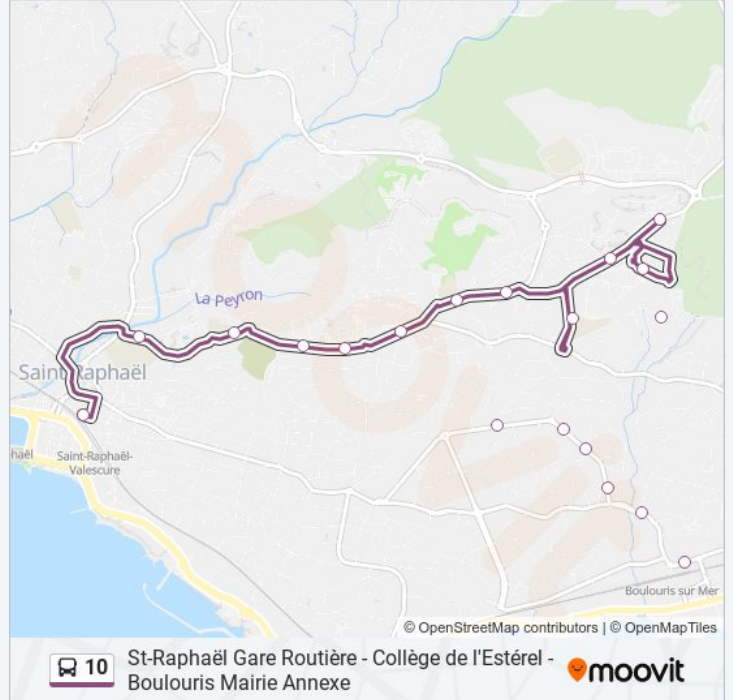 La Peyron
Saint-Raphaël
haël
Saint-Raphaël-
Valescure
Boulouris sur Mer
© OpenStreetMap contributors | © OpenMapTiles
10
St-Raphaël Gare Routière - Collège de l'Estérel -
Boulouris Mairie Annexe
moovit